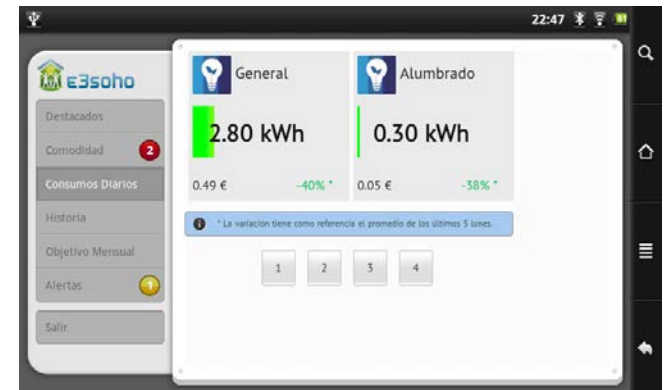 22:47
81
e3soho
Destacados
Comodidad 2
Consumos Diarios
Historia
Objetivo Mensual
Alertas 1
Salir
General
2.80 kWh
0.49 € -40% *
Alumbrado
0.30 kWh
0.05 € -38% *
* La variación tiene como referencia el promedio de los últimos 5 lunes.
1 2 3 4